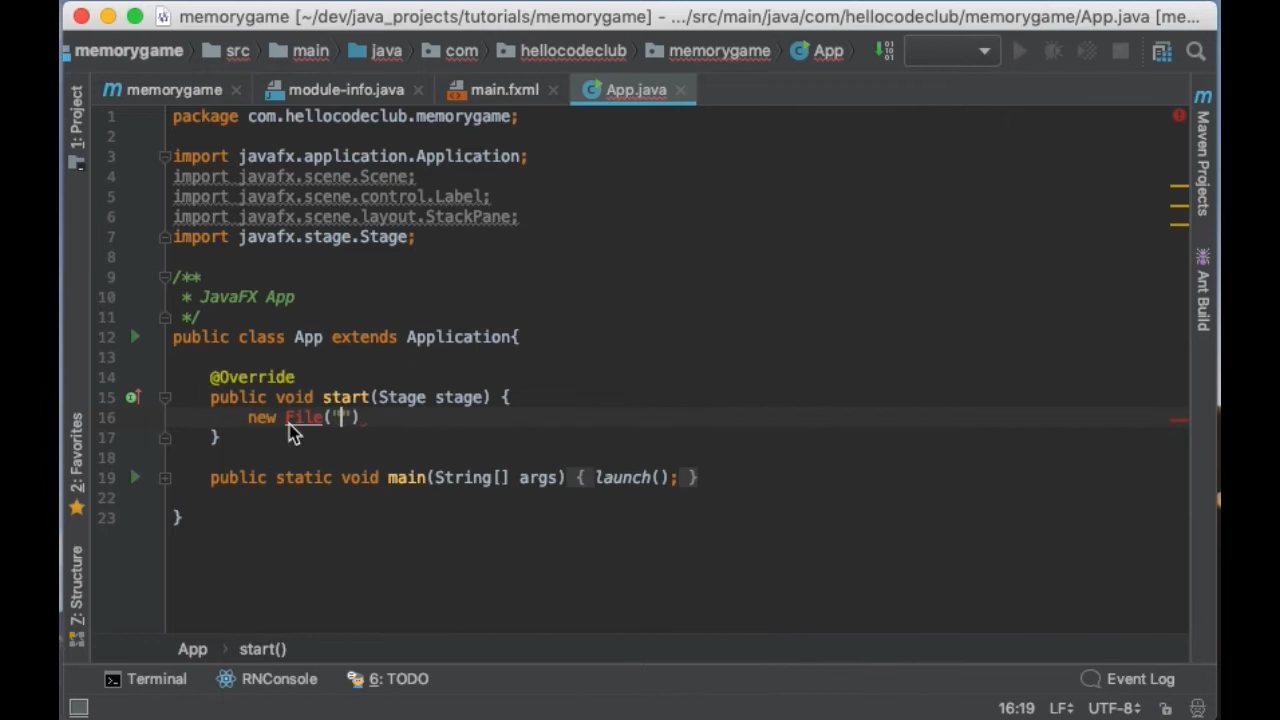 memorygame [~/dev/java_projects/tutorials/memorygame] - .../src/main/java/com/hellocodeclub/memorygame/App.java [me...
memorygame src main java com hellocodeclub memorygame App
memorygame module-info.java main.fxml App.java
1 package com.hellocodeclub.memorygame;
2
3 import javafx.application.Application;
4 import javafx.scene.Scene;
5 import javafx.scene.control.Label;
6 import javafx.scene.layout.StackPane;
7 import javafx.stage.Stage;
8
9 /**
10 * JavaFX App
11 */
12 public class App extends Application{
13
14 @Override
15 public void start(Stage stage) {
16 new File("")
17 }
18
19 public static void main(String[] args) { launch(); }
22
23 }
1: Project
2: Favorites
7: Structure
Maven Projects
Ant Build
App › start()
Terminal RNConsole 6: TODO Event Log
16:19 LF UTF-8